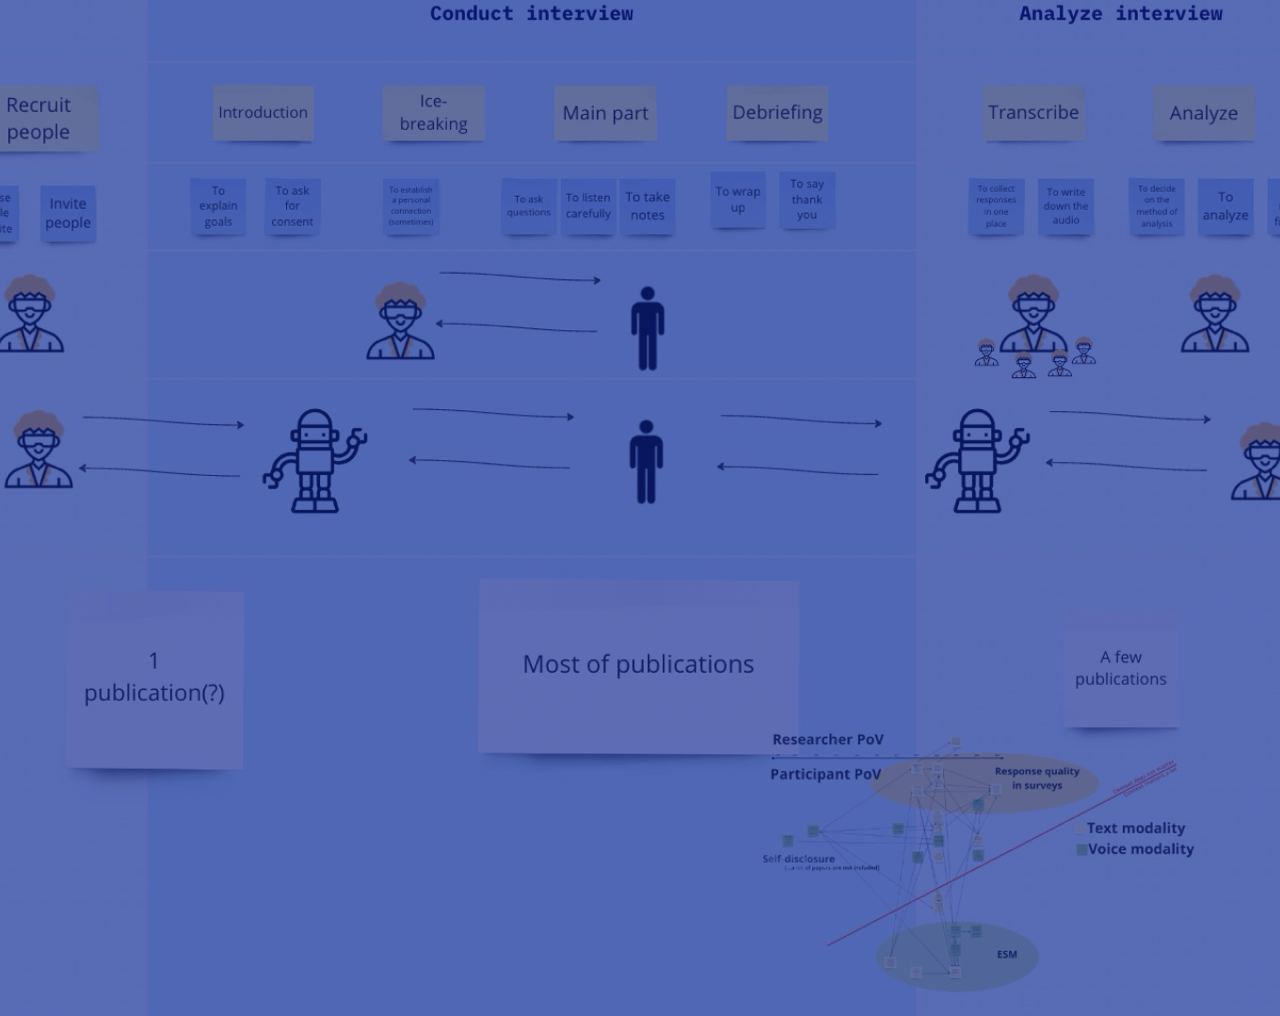 Conduct interview
Analyze interview
Recruit
people
Introduction
Ice-
breaking
Main part
Debriefing
Transcribe
Analyze
Invite
people
To
explain
goals
To ask
for
consent
To establish
a personal
connection
(sometimes)
To ask
questions
To listen
carefully
To take
notes
To wrap
up
To say
thank
you
To collect
responses
in one
place
To write
down the
audio
To decide
on the
method of
analysis
To
analyze
1
publication(?)
Most of publications
A few
publications
Researcher PoV
Participant PoV
Response quality
in surveys
Text modality
Voice modality
Self-disclosure
ESM